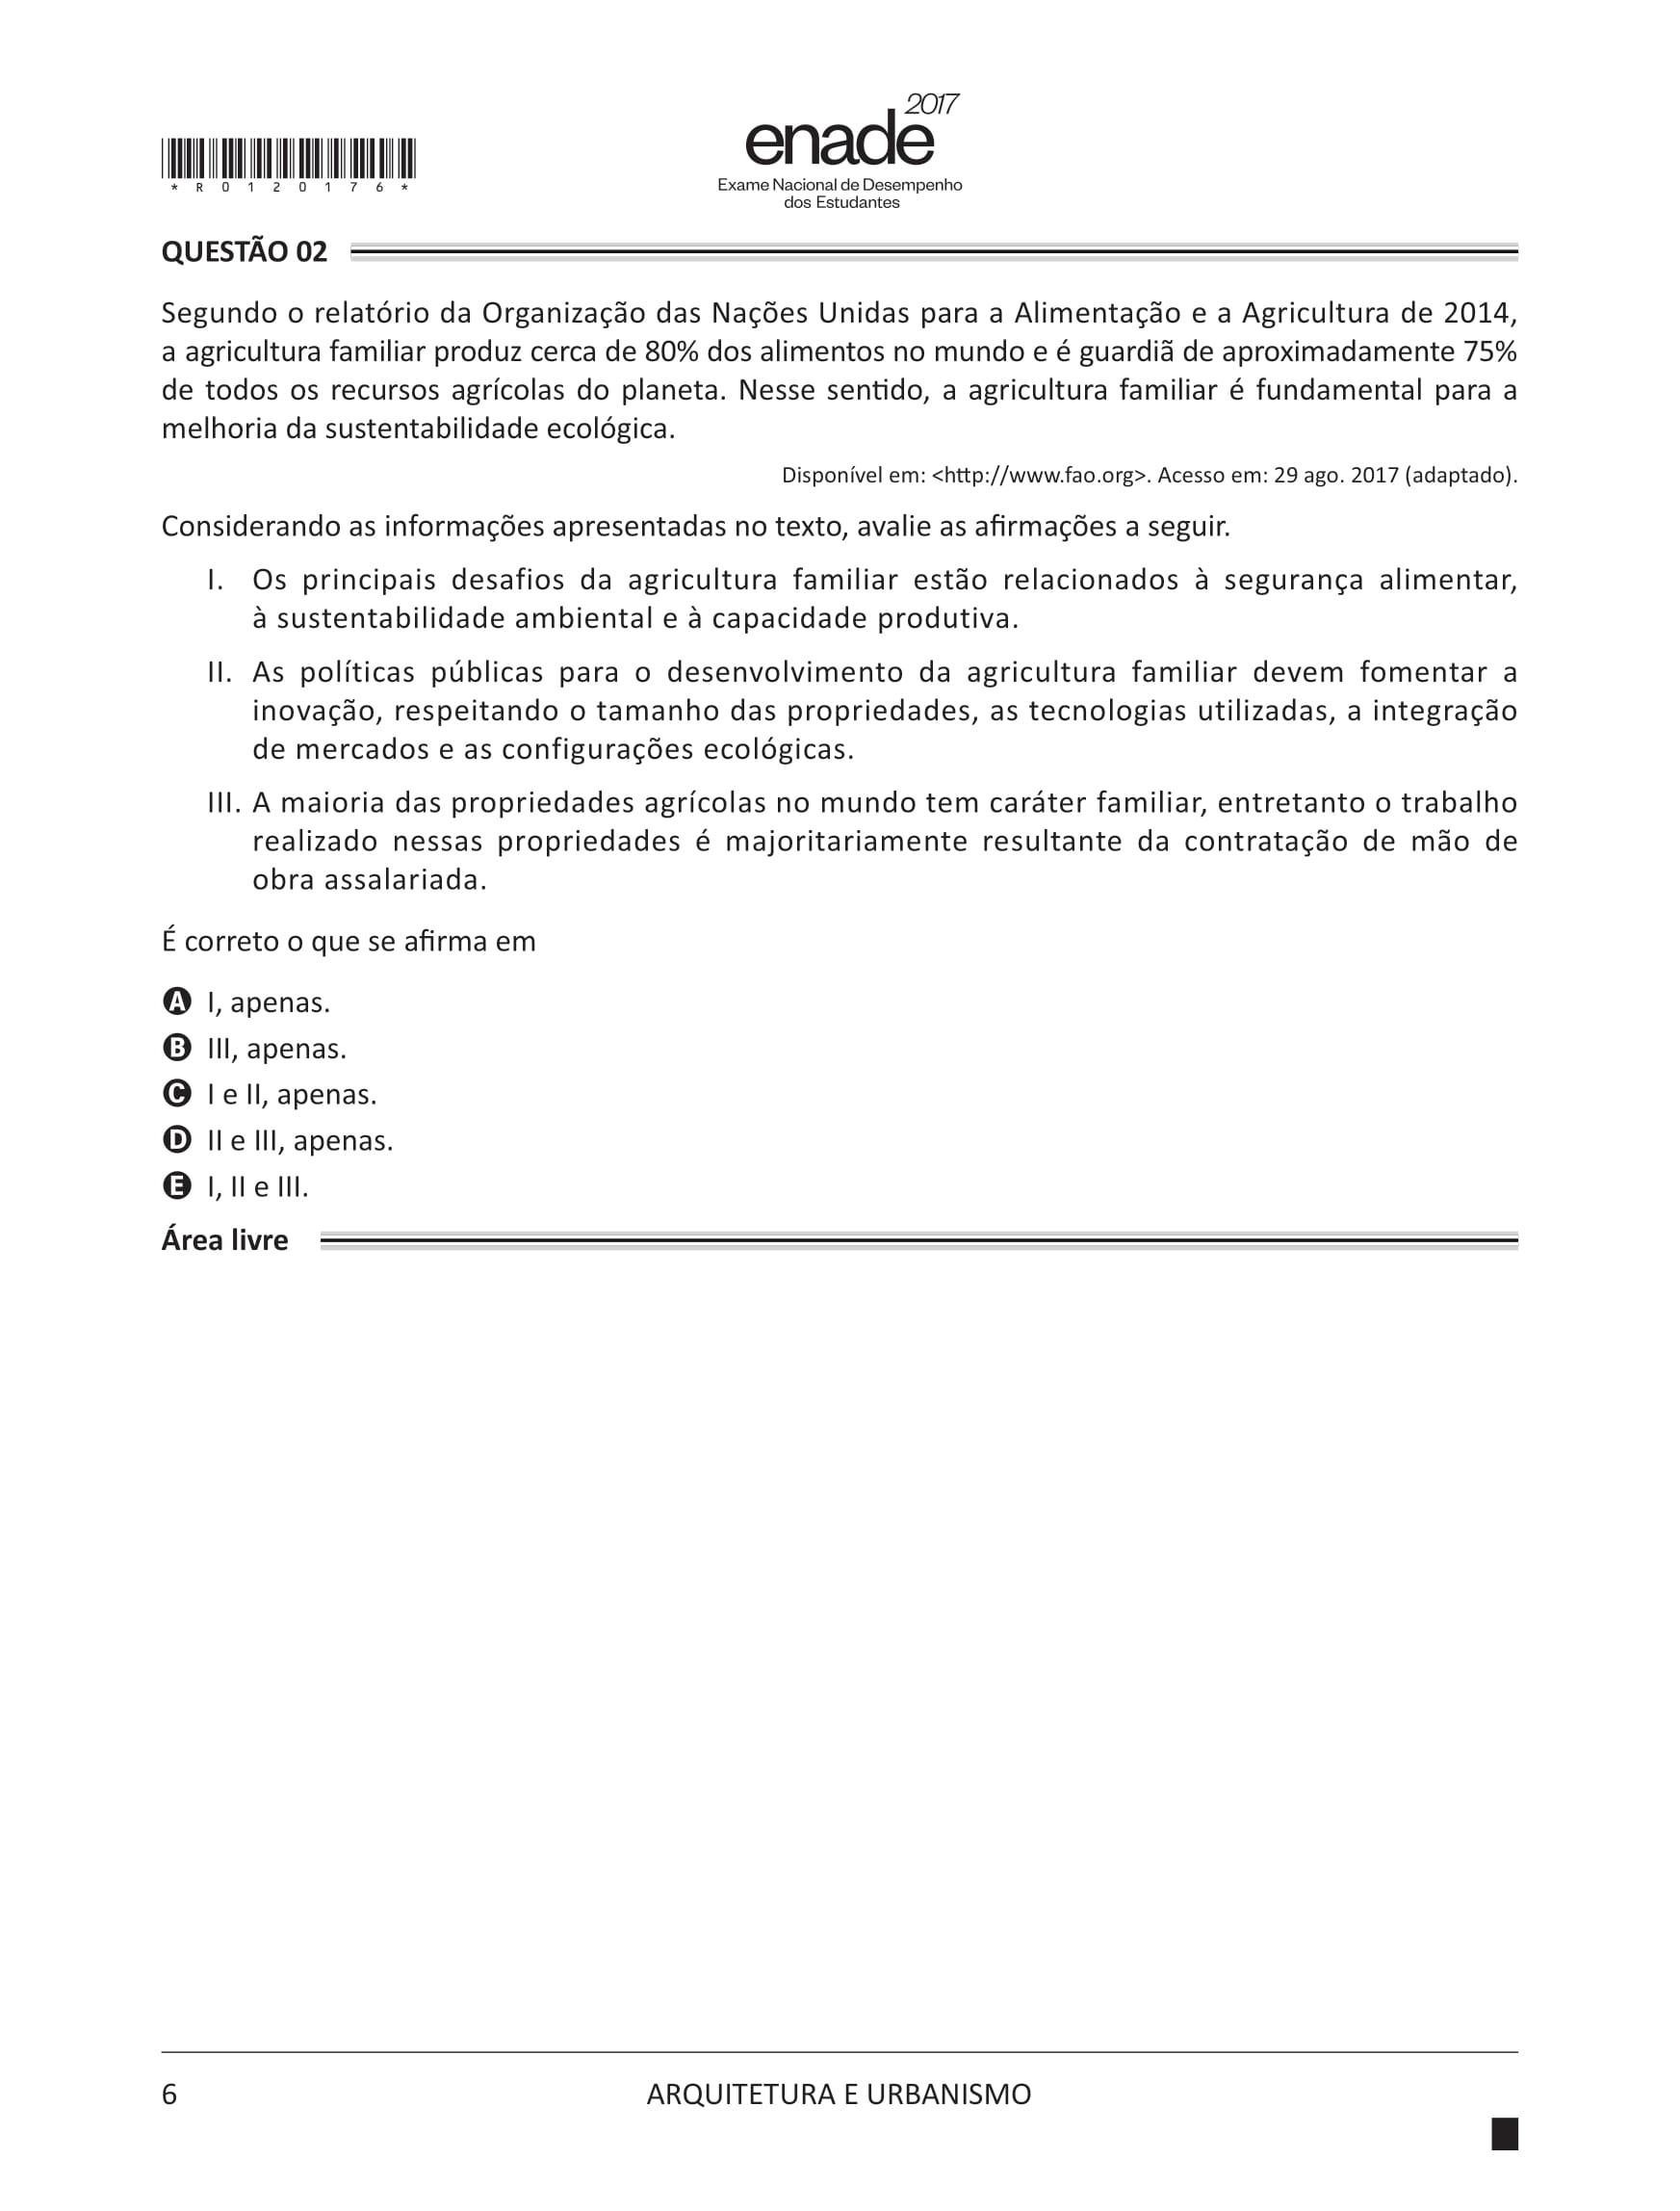 *R0120176*
enade 2017
Exame Nacional de Desempenho
dos Estudantes
QUESTÃO 02
Segundo o relatório da Organização das Nações Unidas para a Alimentação e a Agricultura de 2014,
a agricultura familiar produz cerca de 80% dos alimentos no mundo e é guardiã de aproximadamente 75%
de todos os recursos agrícolas do planeta. Nesse sentido, a agricultura familiar é fundamental para a
melhoria da sustentabilidade ecológica.
Disponível em: <http://www.fao.org>. Acesso em: 29 ago. 2017 (adaptado).
Considerando as informações apresentadas no texto, avalie as afirmações a seguir.
I. Os principais desafios da agricultura familiar estão relacionados à segurança alimentar,
à sustentabilidade ambiental e à capacidade produtiva.
II. As políticas públicas para o desenvolvimento da agricultura familiar devem fomentar a
inovação, respeitando o tamanho das propriedades, as tecnologias utilizadas, a integração
de mercados e as configurações ecológicas.
III. A maioria das propriedades agrícolas no mundo tem caráter familiar, entretanto o trabalho
realizado nessas propriedades é majoritariamente resultante da contratação de mão de
obra assalariada.
É correto o que se afirma em
A I, apenas.
B III, apenas.
C I e II, apenas.
D II e III, apenas.
E I, II e III.
Área livre
6
ARQUITETURA E URBANISMO